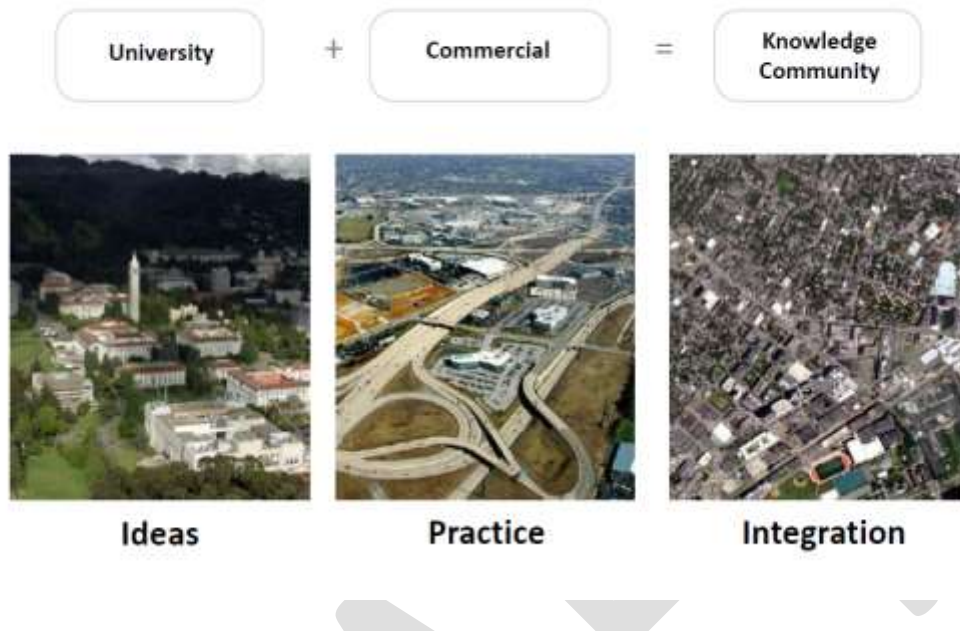 University
+
Commercial
=
Knowledge
Community
Ideas
Practice
Integration